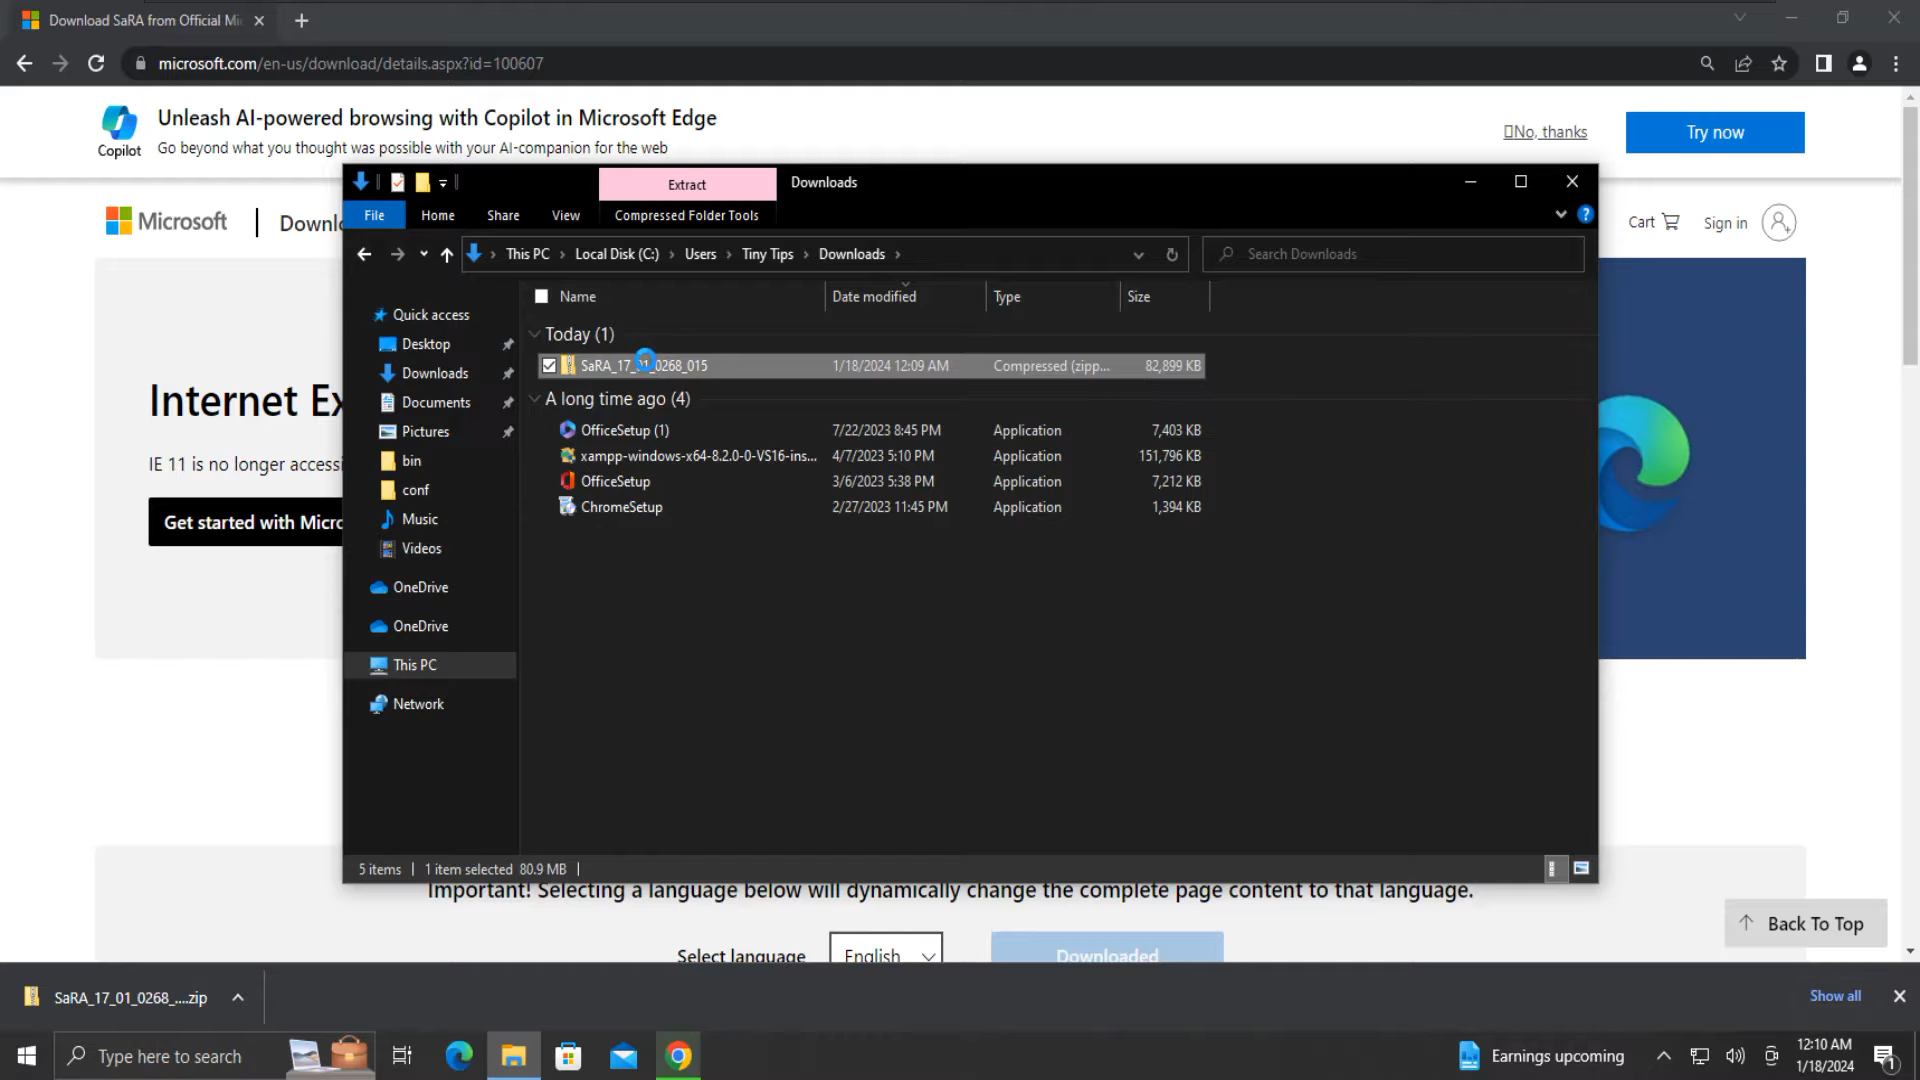 Download SaRA from Official Mi
microsoft.com/en-us/download/details.aspx?id=100607
Unleash AI-powered browsing with Copilot in Microsoft Edge
Copilot
Go beyond what you thought was possible with your AI-companion for the web
No, thanks
Try now
Extract
Downloads
File
Home
Share
View
Compressed Folder Tools
Microsoft
Downl
Cart
Sign in
This PC > Local Disk (C:) > Users > Tiny Tips > Downloads >
Search Downloads
Name
Date modified
Type
Size
Quick access
Desktop
Downloads
Documents
Pictures
bin
conf
Music
Videos
OneDrive
OneDrive
This PC
Network
Today (1)
SaRA_17_01_0268_015 1/18/2024 12:09 AM Compressed (zipp... 82,899 KB
A long time ago (4)
OfficeSetup (1) 7/22/2023 8:45 PM Application 7,403 KB
xampp-windows-x64-8.2.0-0-VS16-ins... 4/7/2023 5:10 PM Application 151,796 KB
OfficeSetup 3/6/2023 5:38 PM Application 7,212 KB
ChromeSetup 2/27/2023 11:45 PM Application 1,394 KB
Internet Ex
IE 11 is no longer accessi
Get started with Micro
5 items
1 item selected 80.9 MB
Important! Selecting a language below will dynamically change the complete page content to that language.
Back To Top
Select language
English
Downloaded
SaRA_17_01_0268_....zip
Show all
Type here to search
Earnings upcoming
12:10 AM
1/18/2024
1